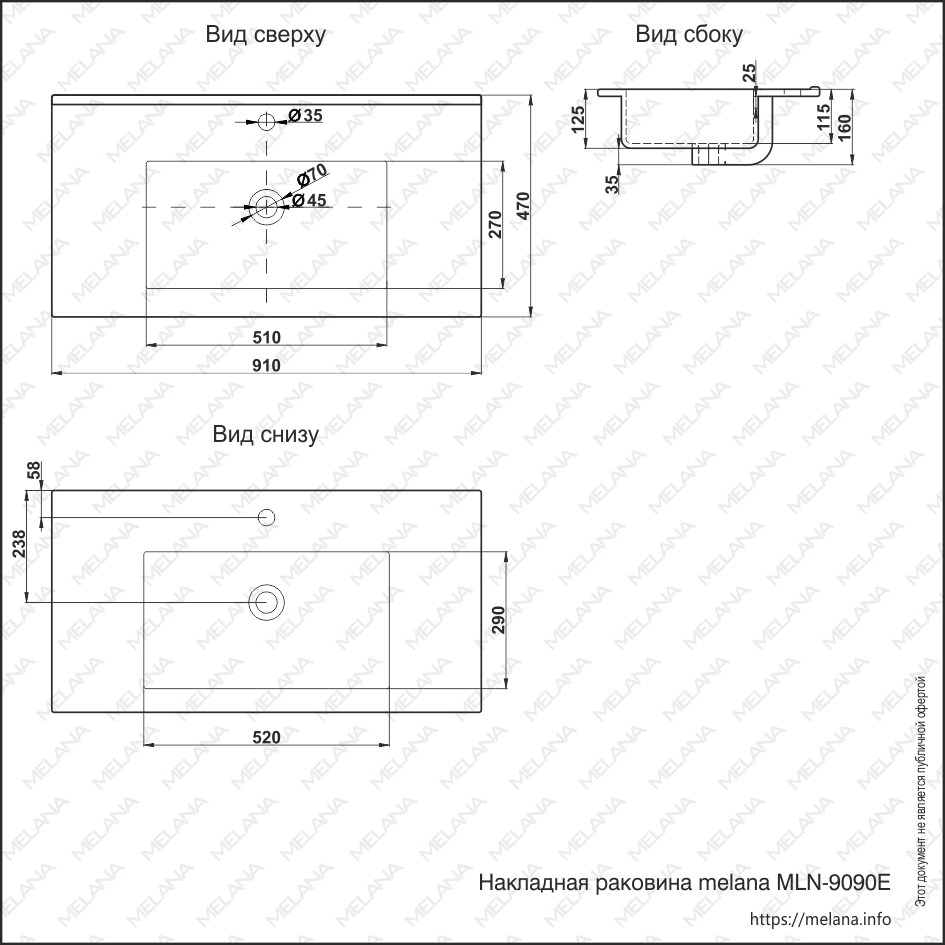 Вид сверху
Вид сбоку
Ø35
Ø70
Ø45
270
470
510
910
25
125
115
160
35
Вид снизу
58
238
290
520
Накладная раковина melana MLN-9090E
https://melana.info
Этот документ не является публичной офертой
MELANA